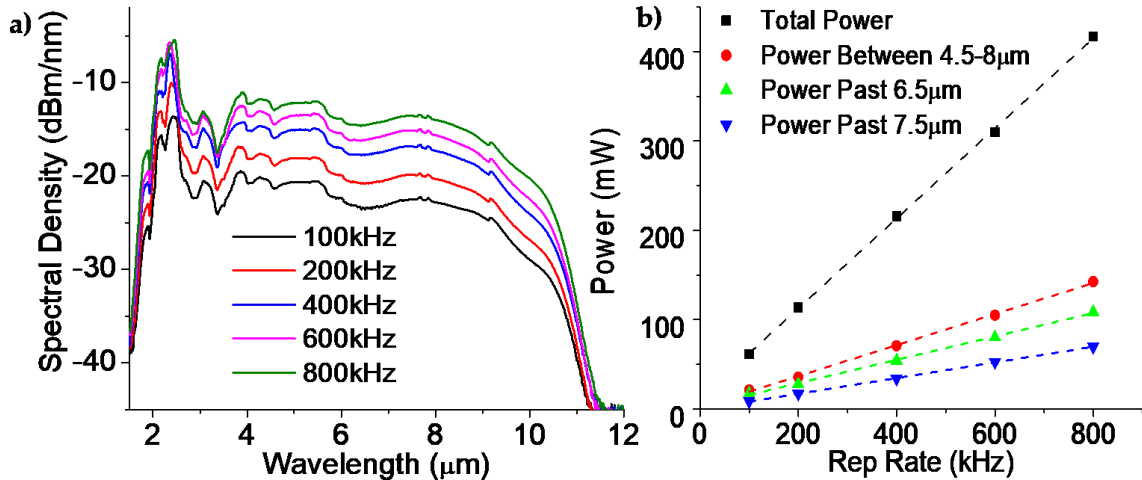 a)
Spectral Density (dBm/nm)
-10
-20
-30
-40
100kHz
200kHz
400kHz
600kHz
800kHz
2 4 6 8 10 12
Wavelength (μm)
b)
Power (mW)
400
300
200
100
0
Total Power
Power Between 4.5-8μm
Power Past 6.5μm
Power Past 7.5μm
0 200 400 600 800
Rep Rate (kHz)